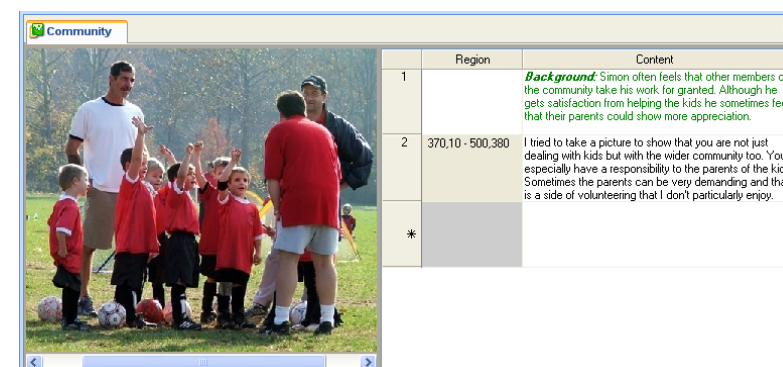 Community
Region Content
1 Background: Simon often feels that other members
the community take his work for granted. Although he
gets satisfaction from helping the kids he sometimes
that their parents could show more appreciation.
2 370,10 - 500,380 I tried to take a picture to show that you are not just
dealing with kids but with the wider community too. You
especially have a responsibility to the parents of the
Sometimes the parents can be very demanding and
is a side of volunteering that I don't particularly enjoy.
*